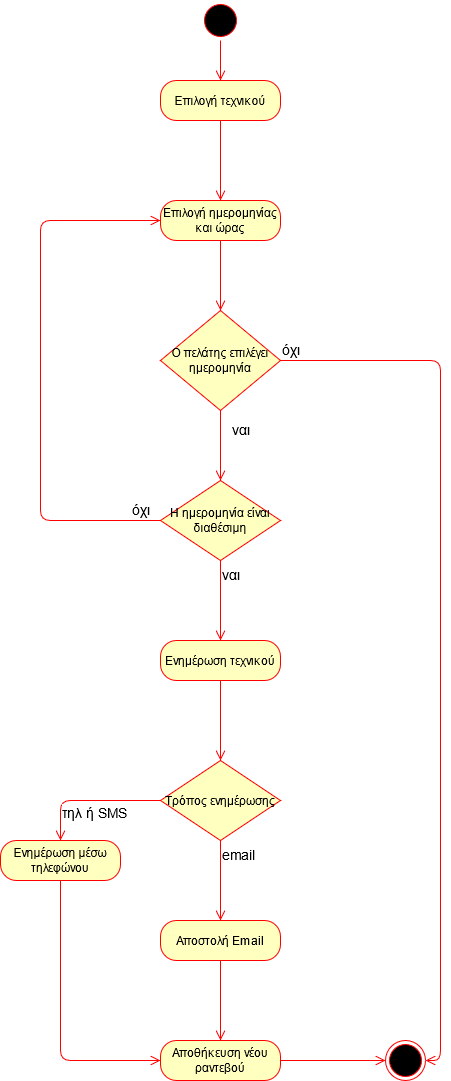 Επιλογή τεχνικού
Επιλογή ημερομηνίας
και ώρας
Ο πελάτης επιλέγει
ημερομηνία
όχι
ναι
όχι
Η ημερομηνία είναι
διαθέσιμη
ναι
Ενημέρωση τεχνικού
Τρόπος ενημέρωσης
τηλ ή SMS
Ενημέρωση μέσω
τηλεφώνου
email
Αποστολή Email
Αποθήκευση νέου
ραντεβού